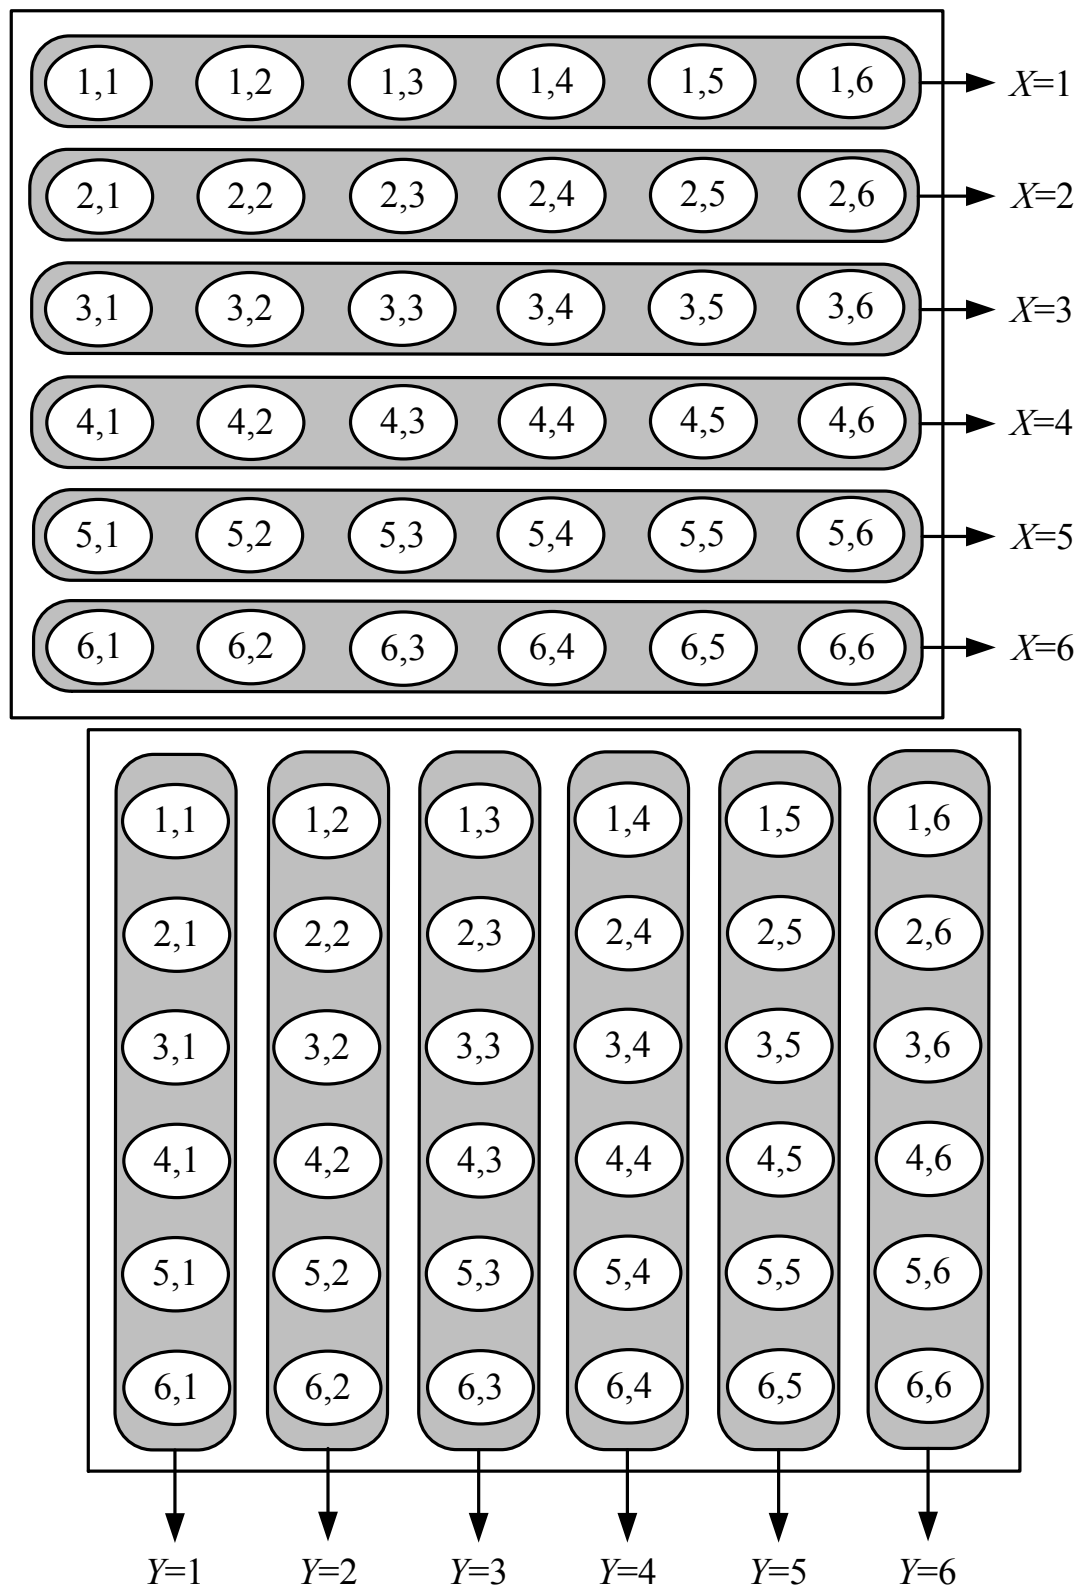 1,1 1,2 1,3 1,4 1,5 1,6 X=1
2,1 2,2 2,3 2,4 2,5 2,6 X=2
3,1 3,2 3,3 3,4 3,5 3,6 X=3
4,1 4,2 4,3 4,4 4,5 4,6 X=4
5,1 5,2 5,3 5,4 5,5 5,6 X=5
6,1 6,2 6,3 6,4 6,5 6,6 X=6
1,1 1,2 1,3 1,4 1,5 1,6
2,1 2,2 2,3 2,4 2,5 2,6
3,1 3,2 3,3 3,4 3,5 3,6
4,1 4,2 4,3 4,4 4,5 4,6
5,1 5,2 5,3 5,4 5,5 5,6
6,1 6,2 6,3 6,4 6,5 6,6
Y=1 Y=2 Y=3 Y=4 Y=5 Y=6